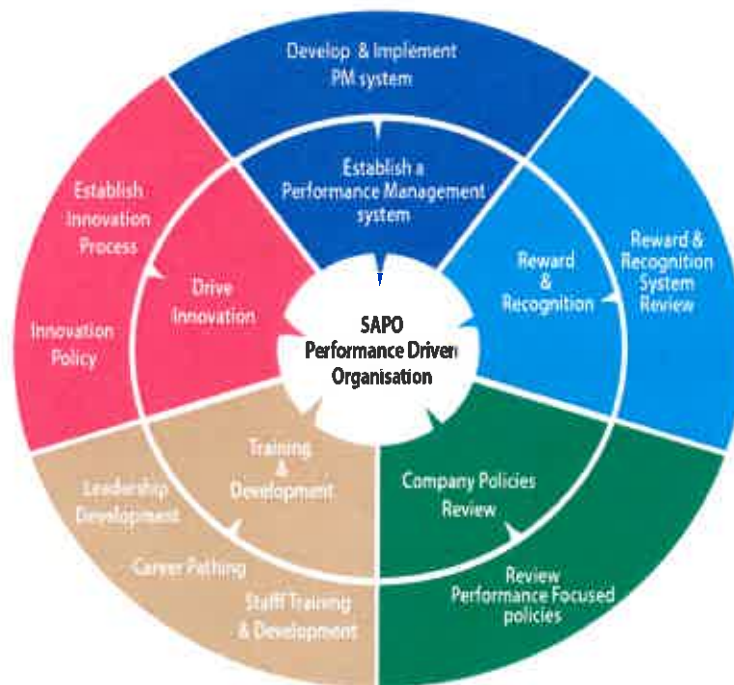 Develop & Implement
PM system
Establish a
Performance Management
system
Reward &
Recognition
System
Review
Reward
&
Recognition
Review
Performance Focused
policies
Company Policies
Review
Training
&
Development
Leadership
Development
Career Pathing
Stafff Training
& Development
Establish
Innovation
Process
Innovation
Policy
Drive
Innovation
SAPO
Performance Driven
Organisation